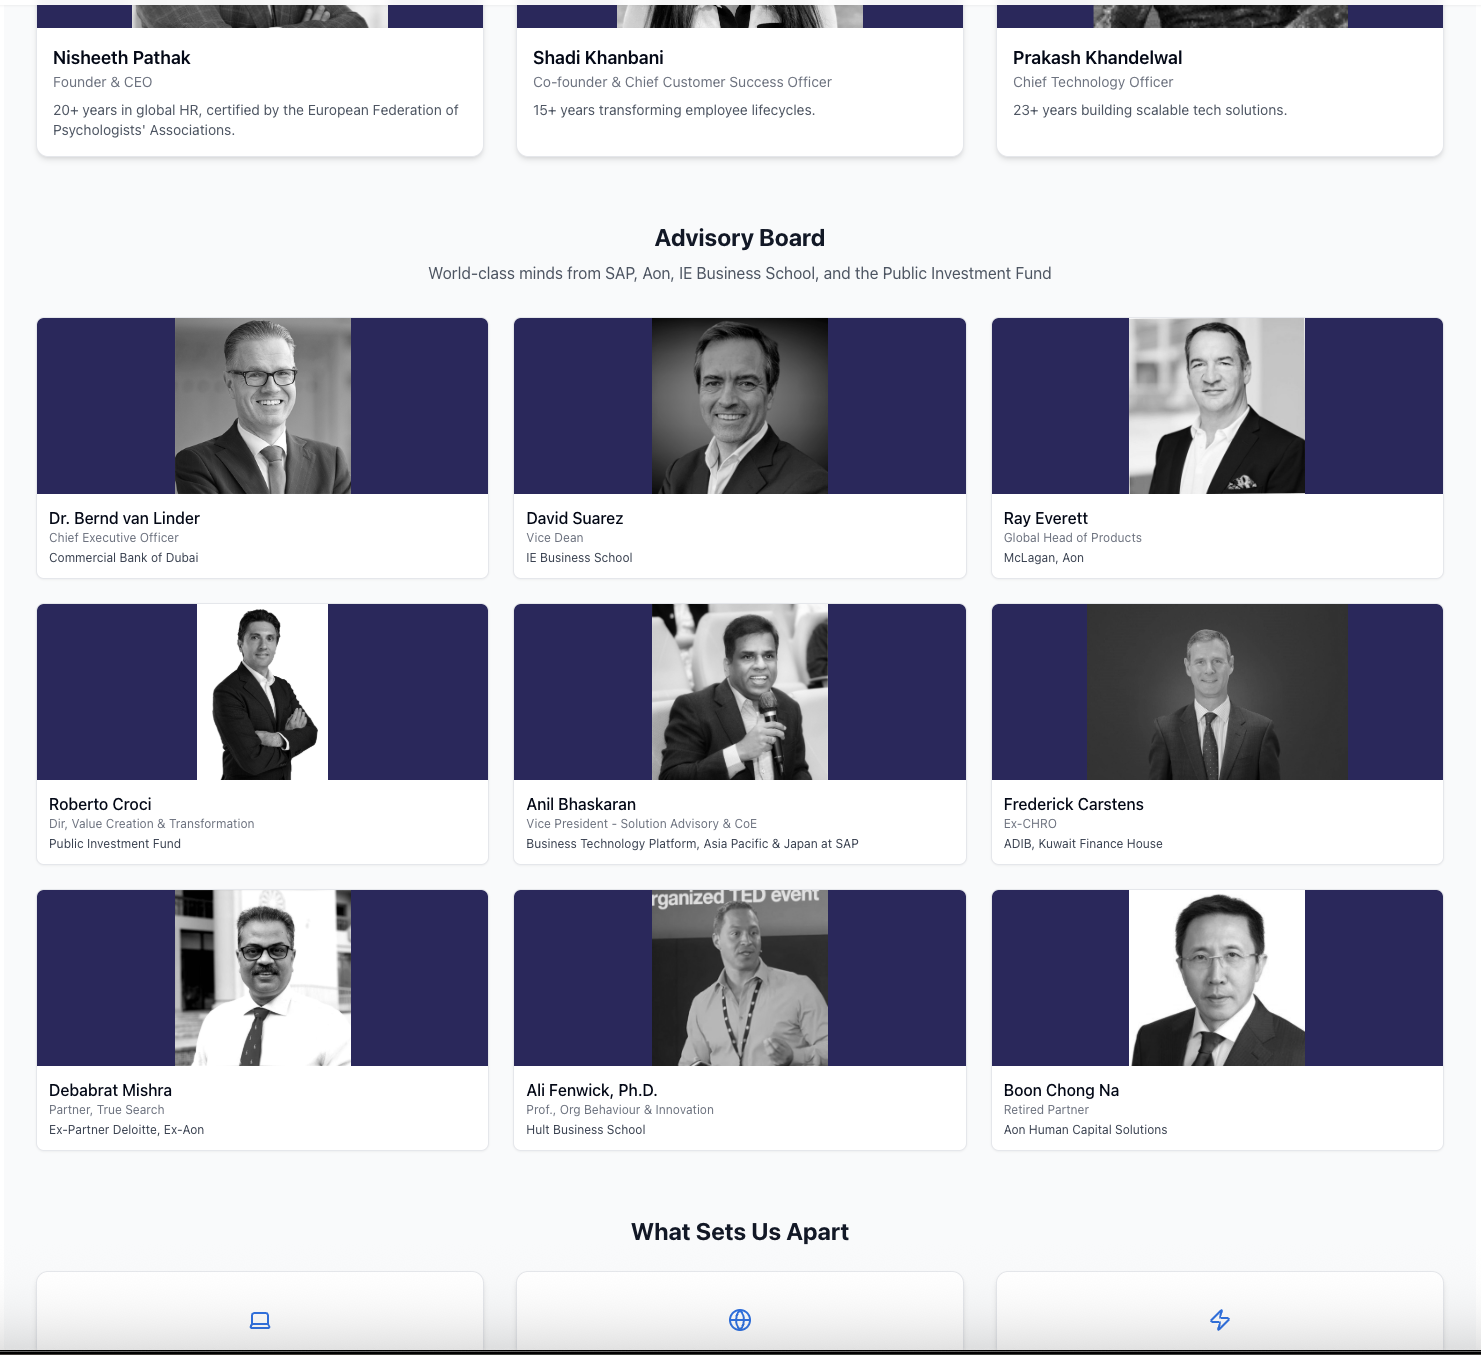 Nisheeth Pathak
Founder & CEO
20+ years in global HR, certified by the European Federation of
Psychologists' Associations.
Shadi Khanbani
Co-founder & Chief Customer Success Officer
15+ years transforming employee lifecycles.
Prakash Khandelwal
Chief Technology Officer
23+ years building scalable tech solutions.
Advisory Board
World-class minds from SAP, Aon, IE Business School, and the Public Investment Fund
Dr. Bernd van Linder
Chief Executive Officer
Commercial Bank of Dubai
David Suarez
Vice Dean
IE Business School
Ray Everett
Global Head of Products
McLagan, Aon
Roberto Croci
Dir, Value Creation & Transformation
Public Investment Fund
Anil Bhaskaran
Vice President - Solution Advisory & CoE
Business Technology Platform, Asia Pacific & Japan at SAP
Frederick Carstens
Ex-CHRO
ADIB, Kuwait Finance House
Debabrat Mishra
Partner, True Search
Ex-Partner Deloitte, Ex-Aon
rganized TED event
Ali Fenwick, Ph.D.
Prof., Org Behaviour & Innovation
Hult Business School
Boon Chong Na
Retired Partner
Aon Human Capital Solutions
What Sets Us Apart